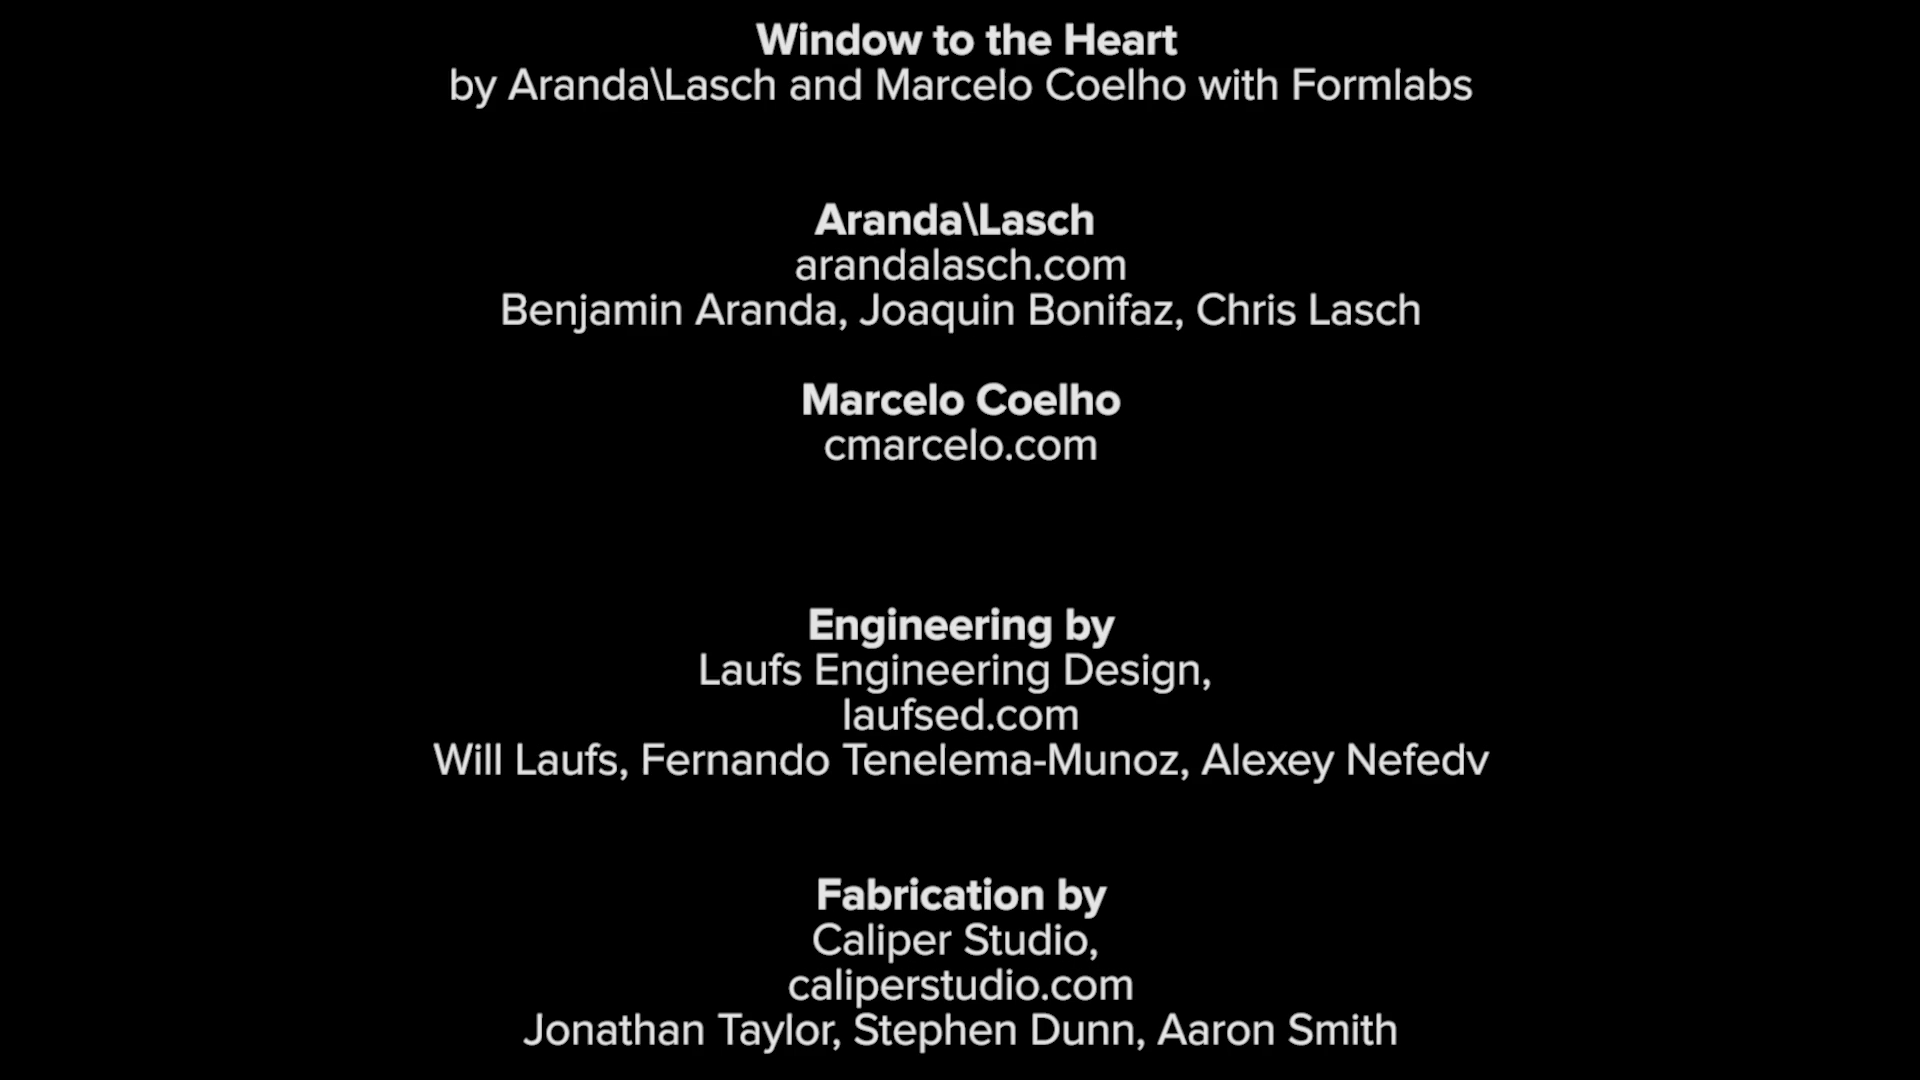 Window to the Heart
by Aranda\Lasch and Marcelo Coelho with Formlabs
Aranda\Lasch
arandalasch.com
Benjamin Aranda, Joaquin Bonifaz, Chris Lasch
Marcelo Coelho
cmarcelo.com
Engineering by
Laufs Engineering Design,
laufsed.com
Will Laufs, Fernando Tenelema-Munoz, Alexey Nefedv
Fabrication by
Caliper Studio,
caliperstudio.com
Jonathan Taylor, Stephen Dunn, Aaron Smith